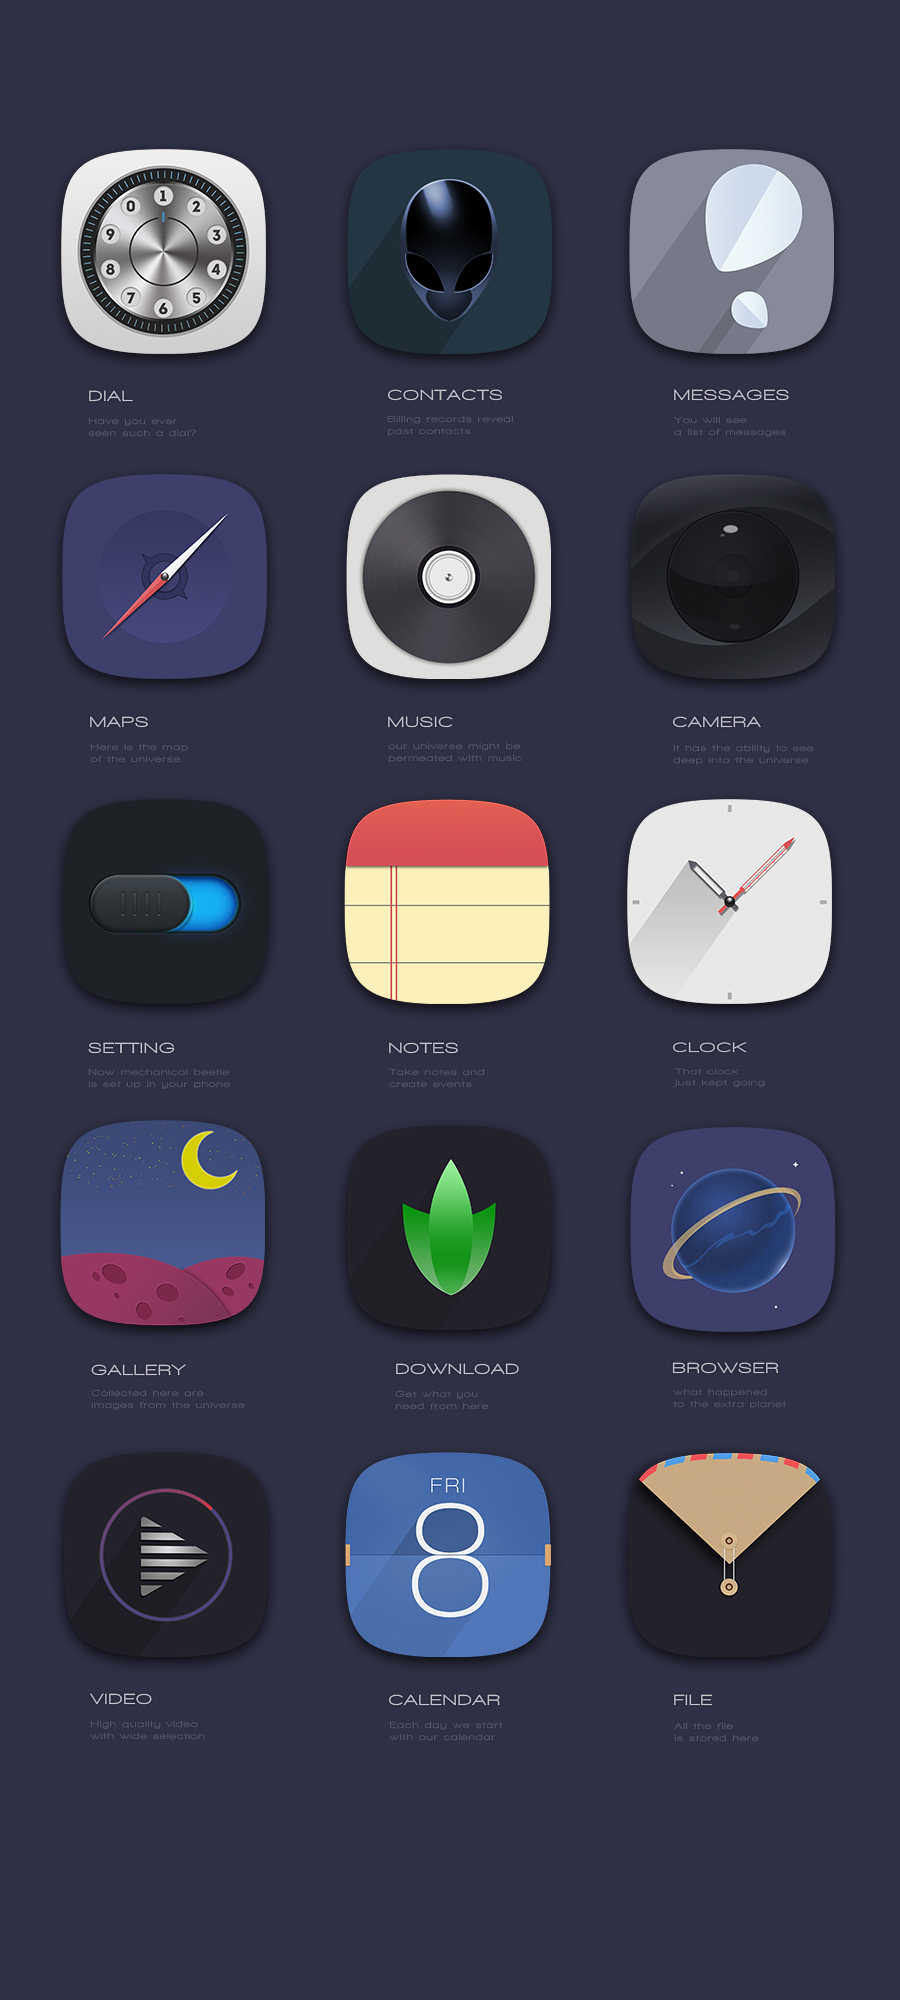 1
2
3
4
5
6
7
8
9
0
DIAL
Have you ever
seen such a dial?
CONTACTS
Billing records reveal
past contacts
MESSAGES
You will see
a list of messages
MAPS
Here is the map
of the universe
MUSIC
our universe might be
permeated with music
CAMERA
It has the ability to see
deep into the universe
SETTING
Now mechanical beetle
is set up in your phone
NOTES
Take notes and
create events
CLOCK
That clock
just kept going
GALLERY
Collected here are
images from the universe
DOWNLOAD
Get what you
need from here
BROWSER
what happened
to the extra planet
VIDEO
High quality video
with wide selection
FRI
8
CALENDAR
Each day we start
with our calendar
FILE
All the file
is stored here